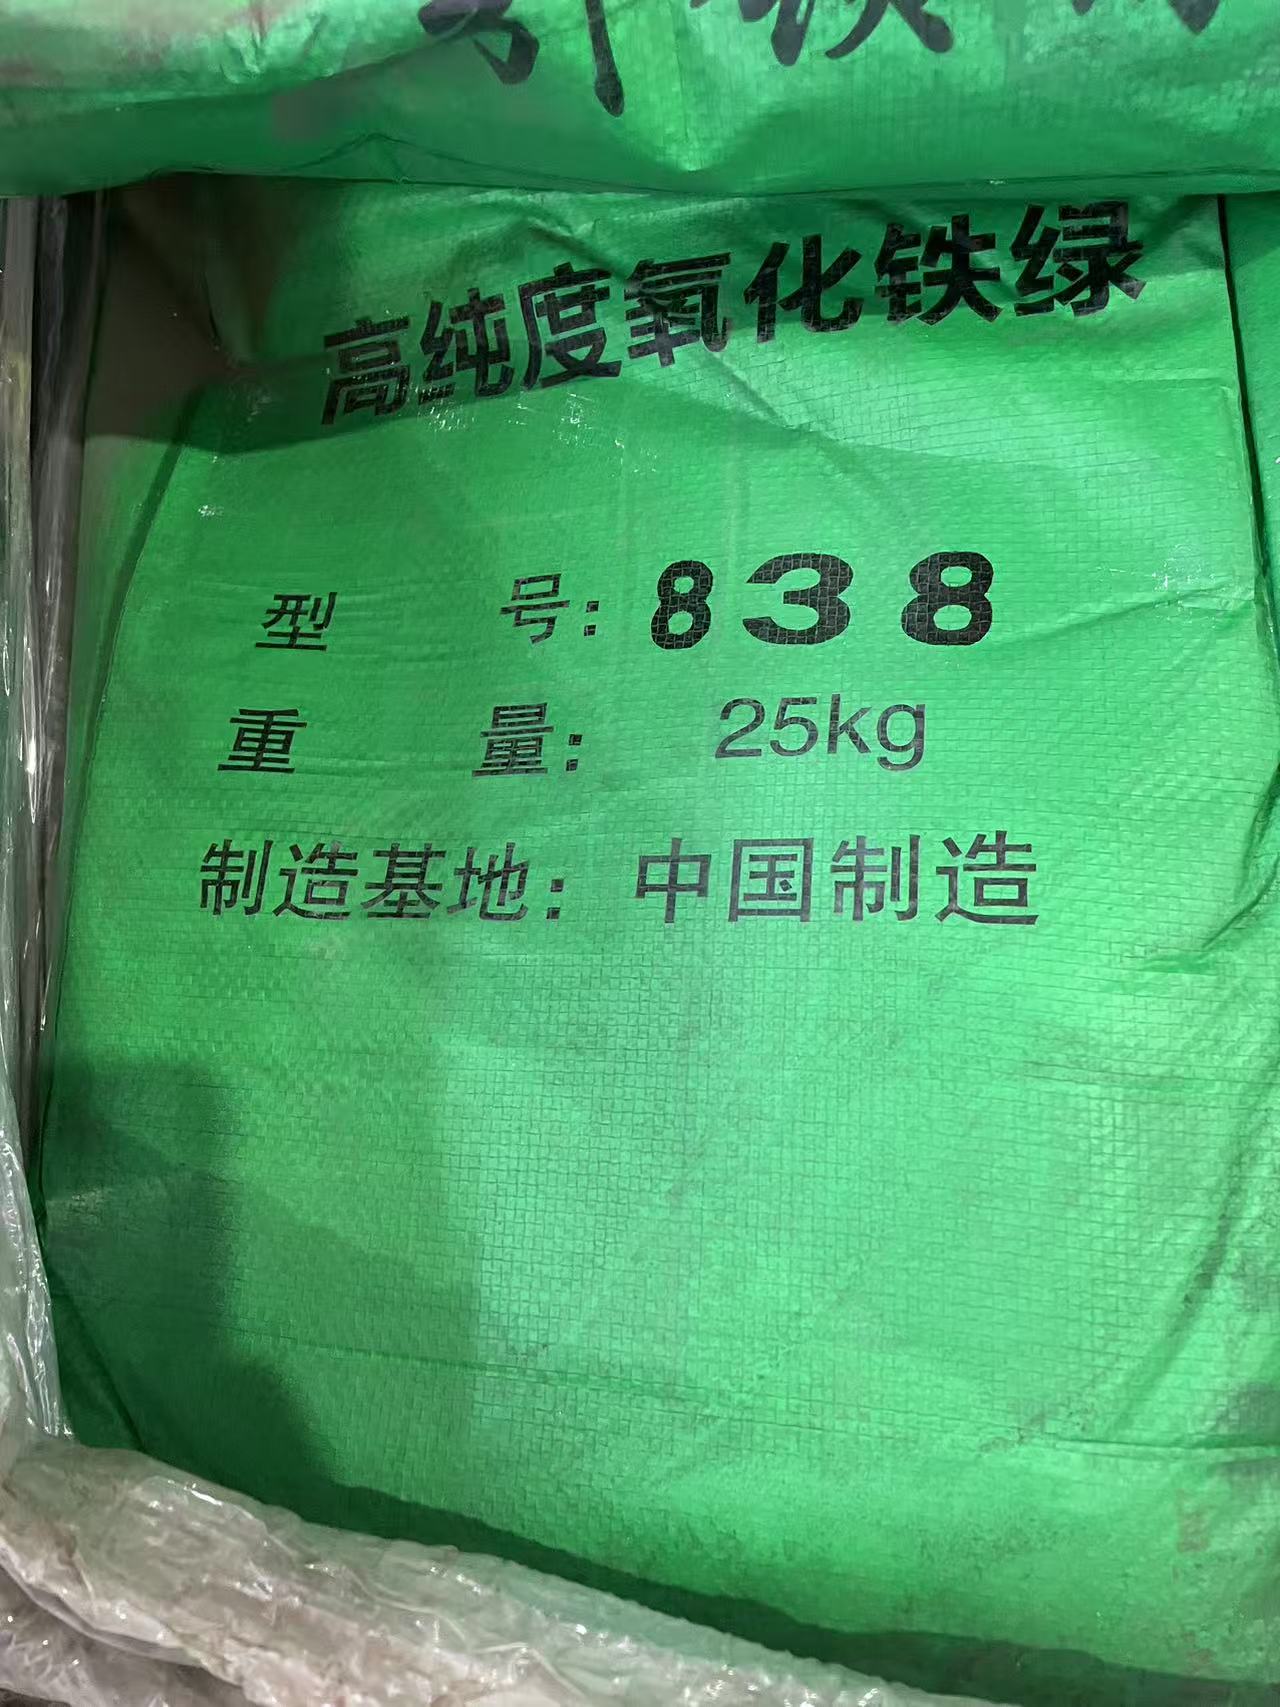 高纯度氧化铁绿
型 号: 838
重 量: 25kg
制造基地: 中国制造